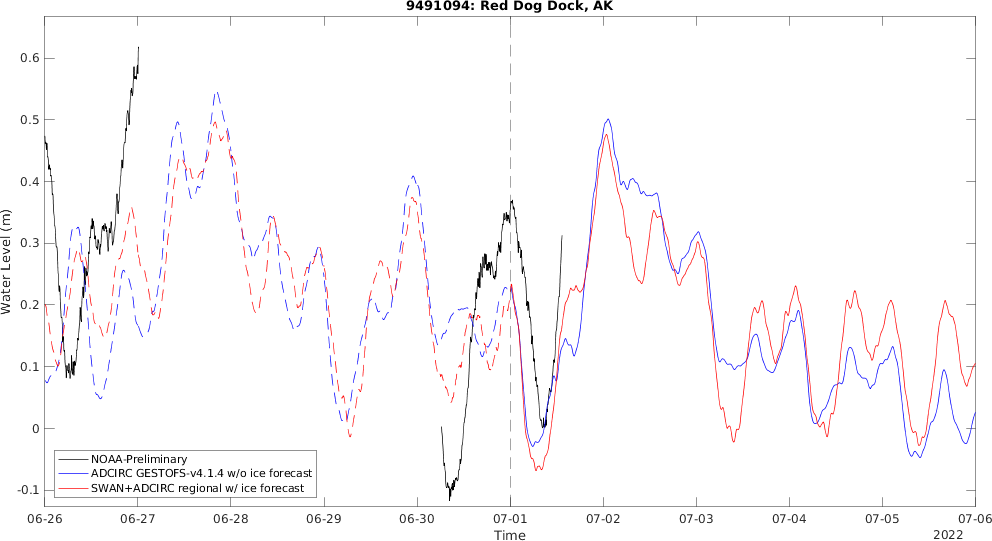 9491094: Red Dog Dock, AK
Water Level (m)
0.6
0.5
0.4
0.3
0.2
0.1
0
-0.1
NOAA-Preliminary
ADCIRC GESTOFS-v4.1.4 w/o ice forecast
SWAN+ADCIRC regional w/ ice forecast
06-26 06-27 06-28 06-29 06-30 07-01 07-02 07-03 07-04 07-05 07-06
Time
2022